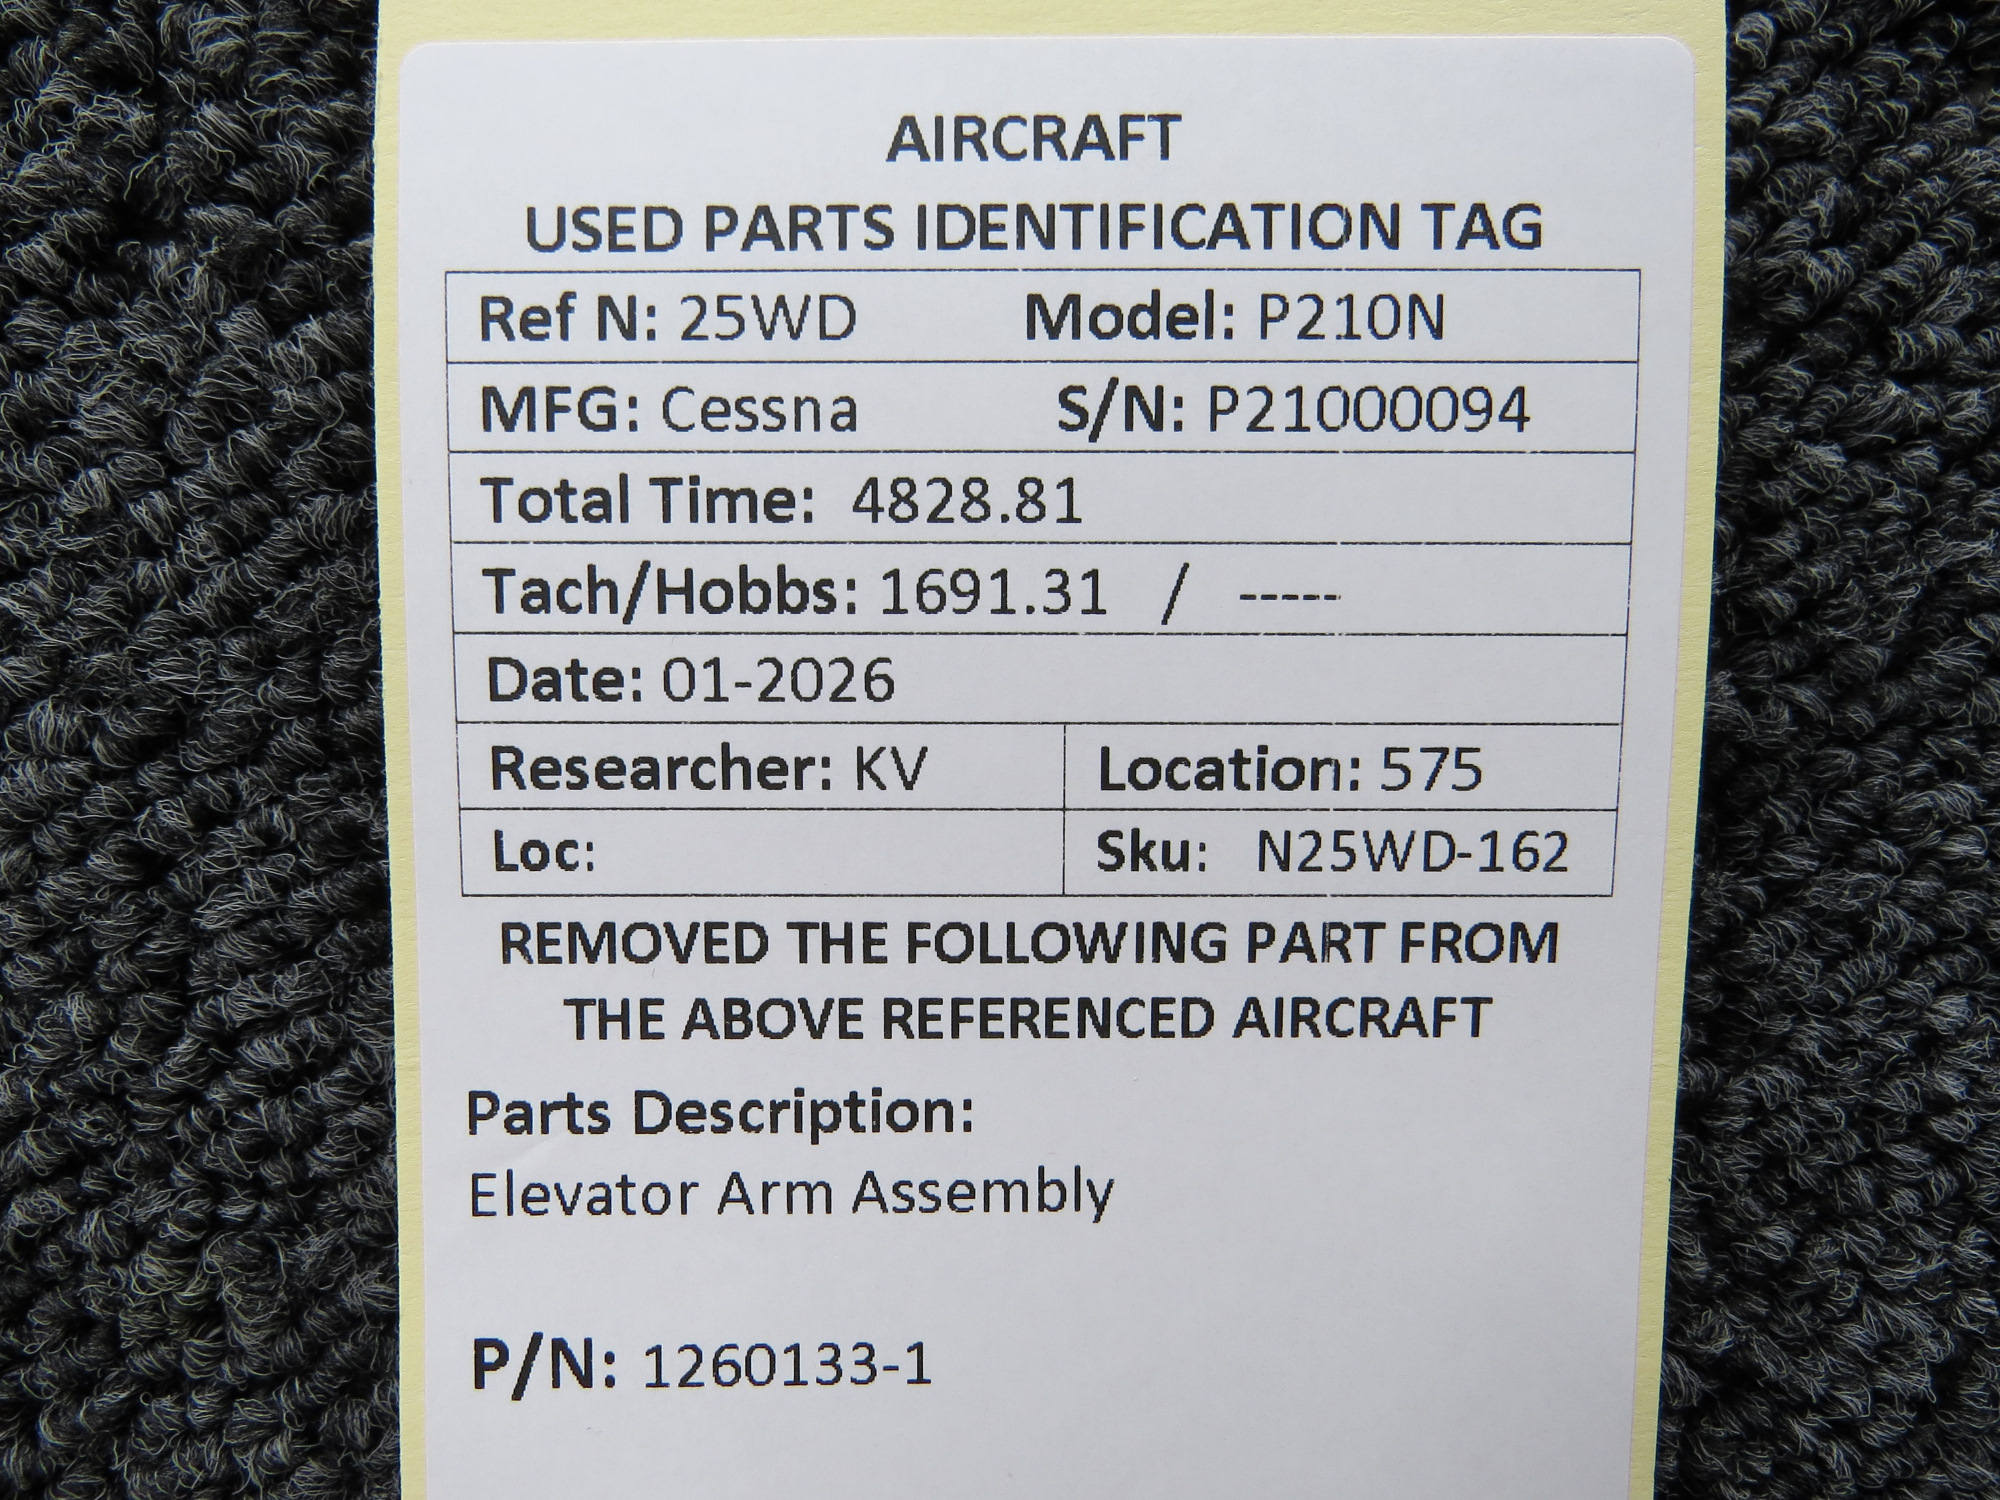 AIRCRAFT
USED PARTS IDENTIFICATION TAG
Ref N: 25WD Model: P210N
MFG: Cessna S/N: P21000094
Total Time: 4828.81
Tach/Hobbs: 1691.31 / -----
Date: 01-2026
Researcher: KV Location: 575
Loc: Sku: N25WD-162
REMOVED THE FOLLOWING PART FROM
THE ABOVE REFERENCED AIRCRAFT
Parts Description:
Elevator Arm Assembly
P/N: 1260133-1